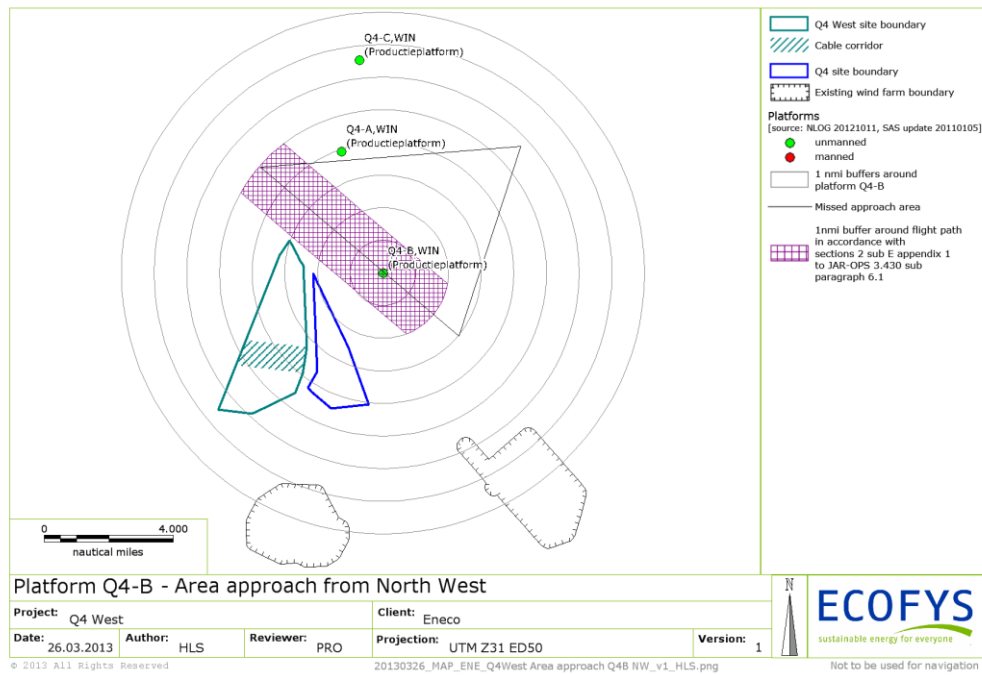 Q4-C,WIN
(Productieplatform)
Q4-A,WIN
(Productieplatform)
Q4-B,WIN
(Productieplatform)
0 4.000
nautical miles
Q4 West site boundary
Cable corridor
Q4 site boundary
Existing wind farm boundary
Platforms
[source: NLOG 20121011, SAS update 20110105]
unmanned
manned
1 nmi buffers around
platform Q4-B
Missed approach area
1nmi buffer around flight path
in accordance with
sections 2 sub E appendix 1
to JAR-OPS 3.430 sub
paragraph 6.1
Platform Q4-B - Area approach from North West
Project: Q4 West Client: Eneco
Date: 26.03.2013 Author: HLS Reviewer: PRO Projection: UTM Z31 ED50 Version: 1
N
ECOFYS
sustainable energy for everyone
© 2013 All Rights Reserved 20130326_MAP_ENE_Q4West Area approach Q4B NW_v1_HLS.png Not to be used for navigation